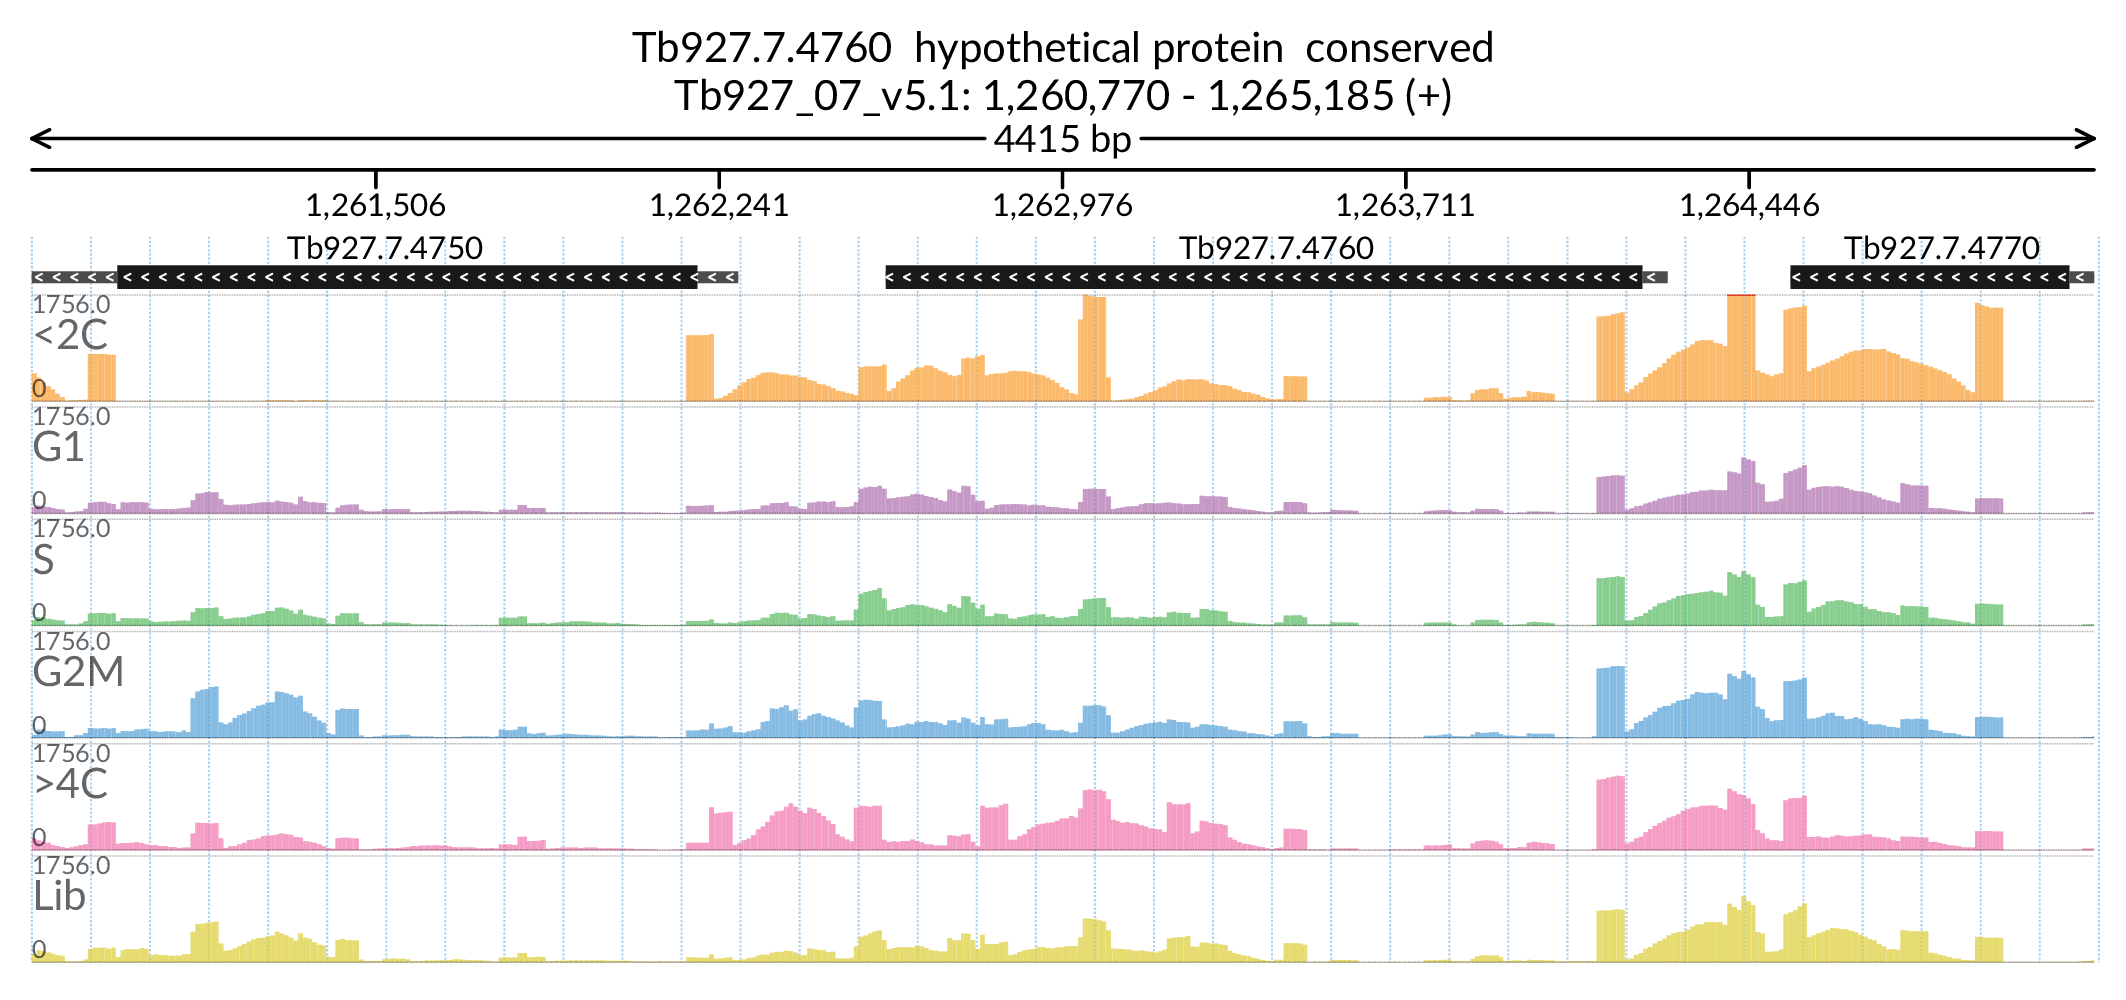 Tb927.7.4760  hypothetical protein  conserved
Tb927_07_v5.1: 1,260,770 - 1,265,185 (+)
4415 bp
1,261,506 1,262,241 1,262,976 1,263,711 1,264,446
Tb927.7.4750 Tb927.7.4760 Tb927.7.4770
1756.0
<2C
0
1756.0
G1
0
1756.0
S
0
1756.0
G2M
0
1756.0
>4C
0
1756.0
Lib
0